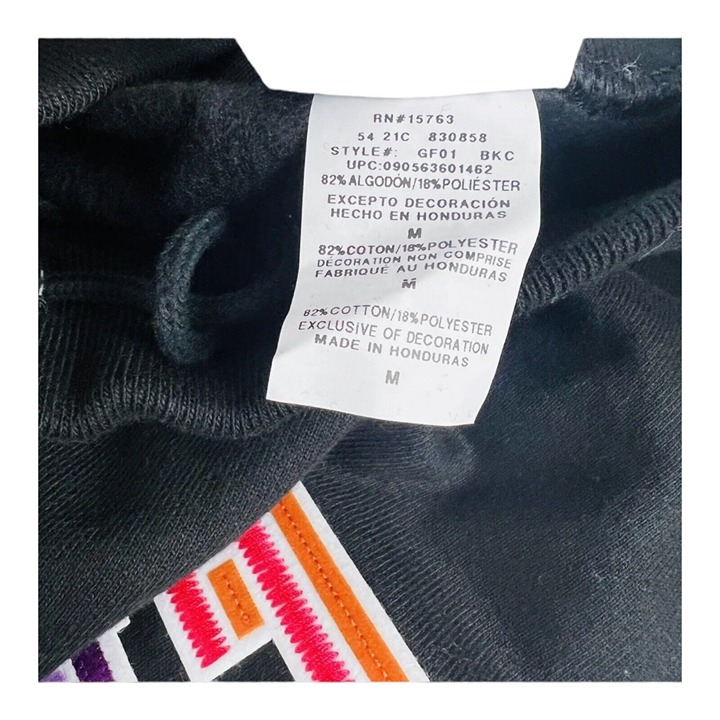 RN#15763
54 21C 830858
STYLE#: GF01 BKC
UPC:090563601462
82%ALGODÓN/18%POLIÉSTER
EXCEPTO DECORACIÓN
HECHO EN HONDURAS
M
82%COTON/18%POLYESTER
DÉCORATION NON COMPRISE
FABRIQUÉ AU HONDURAS
M
82%COTTON/18%POLYESTER
EXCLUSIVE OF DECORATION
MADE IN HONDURAS
M